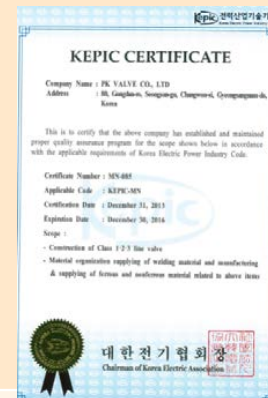 Kepic 전력산업기술기준
KEPIC CERTIFICATE
Company Name : PK VALVE CO., LTD
Address : 80, Gongdan-ro, Seongsan-gu, Changwon-si, Gyeongsangnam-do,
Korea
This is to certify that the above company has established and maintained
proper quality assurance program for the scope shown below in accordance
with the applicable requirements of Korea Electric Power Industry Code.
Certificate Number : MN-085
Applicable Code : KEPIC-MN
Certification Date : December 31, 2013
Expiration Date : December 30, 2016
Scope :
- Construction of Class 1·2·3 line valve
- Material organization supplying of welding material and manufacturing
& supplying of ferrous and nonferrous material related to above items
대한전기협회장
Chairman of Korea Electric Association